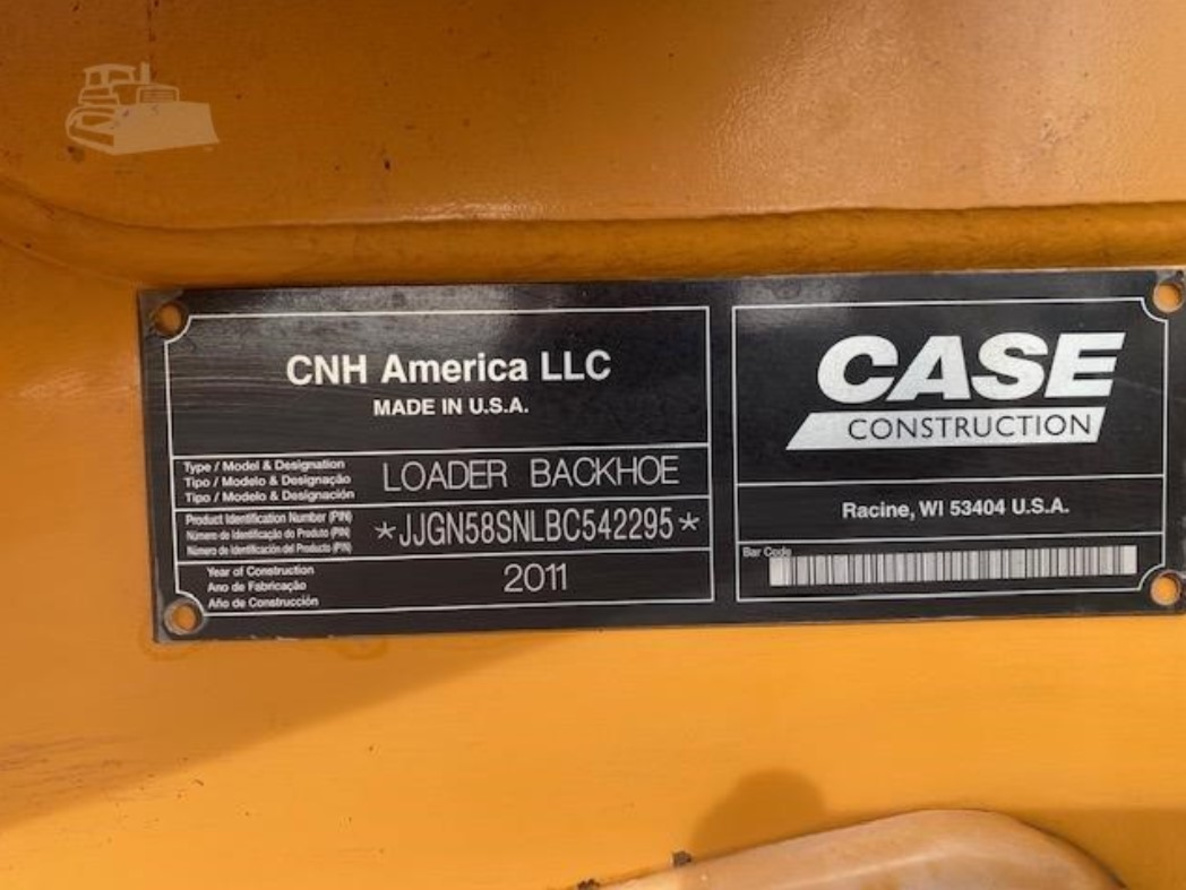 CNH America LLC
MADE IN U.S.A.
Type / Model & Designation
Tipo / Modelo & Designação
Tipo / Modelo & Designación
LOADER BACKHOE
Product Identification Number (PIN)
Número de Identificação do Produto (PIN)
Número de Identificación del Producto (PIN)
*JJGN58SNLBC542295*
Year of Construction
Ano de Fabricação
Año de Construcción
2011
CASE
CONSTRUCTION
Racine, WI 53404 U.S.A.
Bar Code